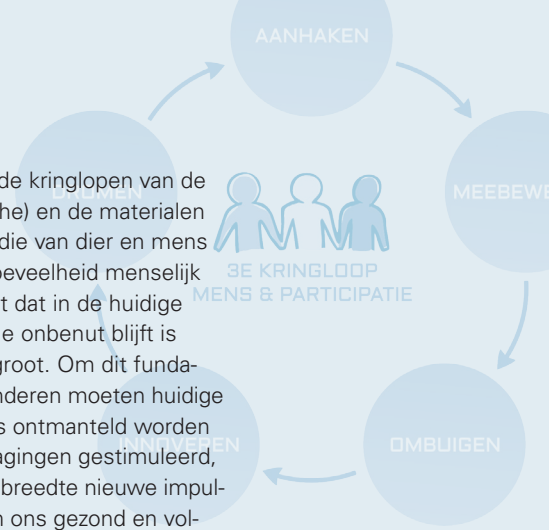 AANHAKEN
de kringlopen van de
he) en de materialen
DROMEN
MEEBEWE
die van dier en mens
oeveelheid menselijk
3E KRINGLOOP
MENS & PARTICIPATIE
t dat in de huidige
e onbenut blijft is
groot. Om dit funda-
nderen moeten huidige
s ontmanteld worden
INNOVEREN
OMBUIGEN
agingen gestimuleerd,
breedte nieuwe impul-
n ons gezond en vol-